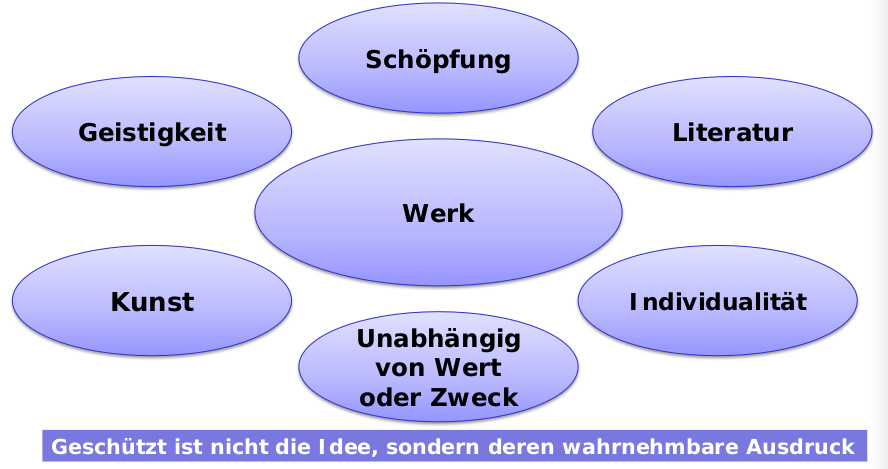 Schöpfung
Geistigkeit
Literatur
Werk
Kunst
Individualität
Unabhängig
von Wert
oder Zweck
Geschützt ist nicht die Idee, sondern deren wahrnehmbare Ausdruck